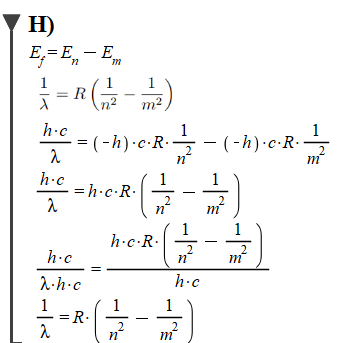 H)
E_f = E_n − E_m
1/λ = R (1/n² − 1/m²)
h·c/λ = (-h)·c·R·1/n² − (-h)·c·R·1/m²
h·c/λ = h·c·R·(1/n² − 1/m²)
h·c/λ·h·c = h·c·R·(1/n² − 1/m²)/h·c
1/λ = R·(1/n² − 1/m²)